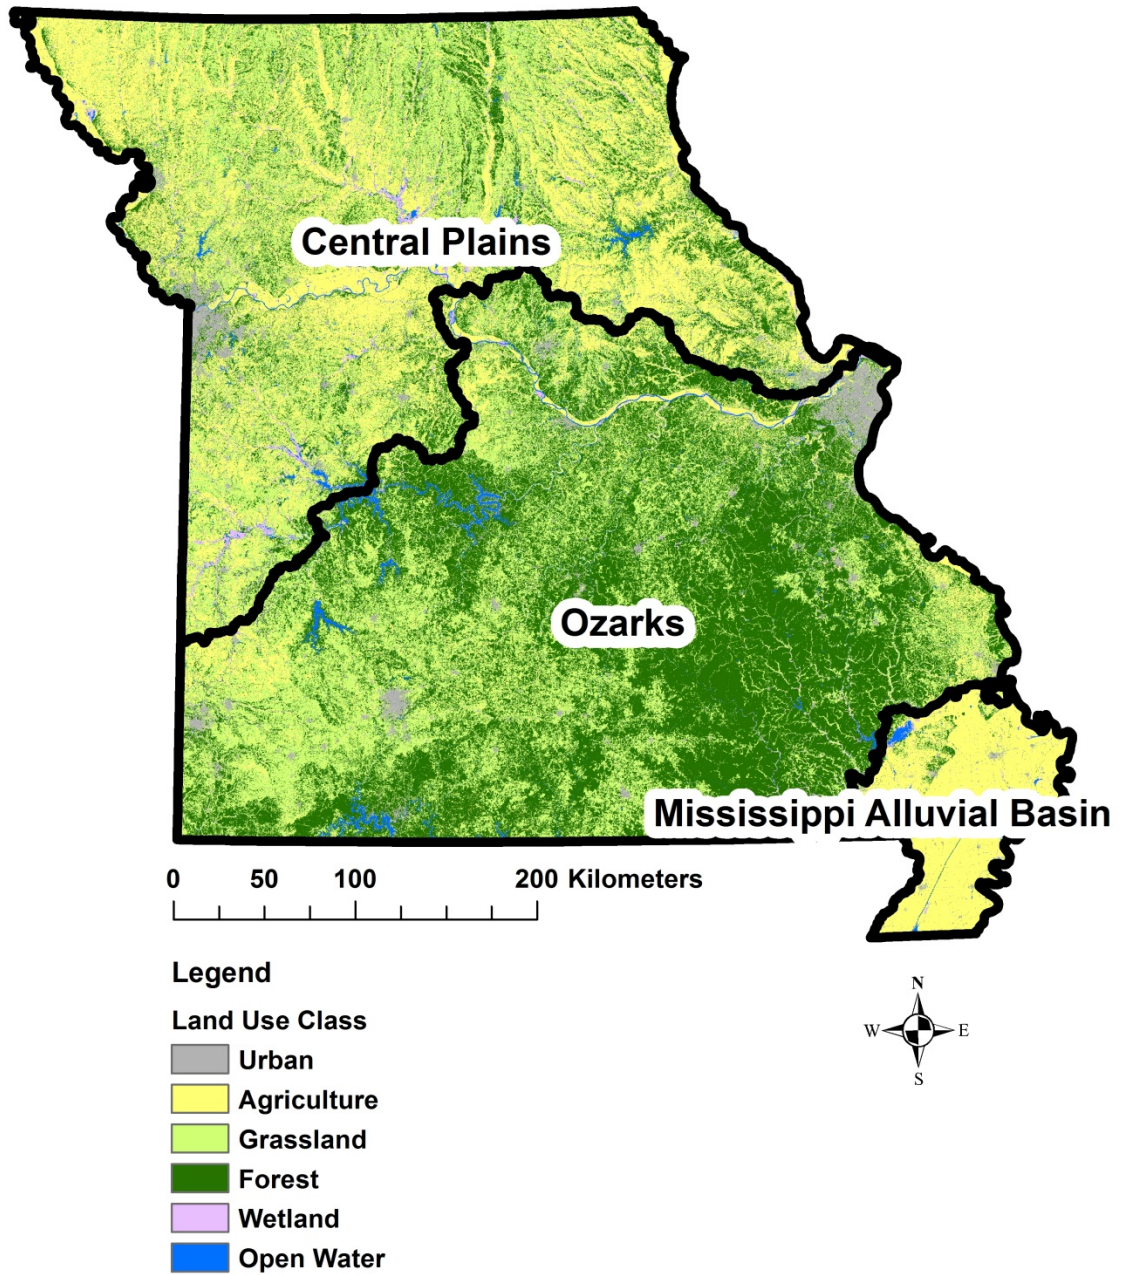 Central Plains
Ozarks
Mississippi Alluvial Basin
0 50 100 200 Kilometers
Legend
Land Use Class
Urban
Agriculture
Grassland
Forest
Wetland
Open Water
N
W E
S